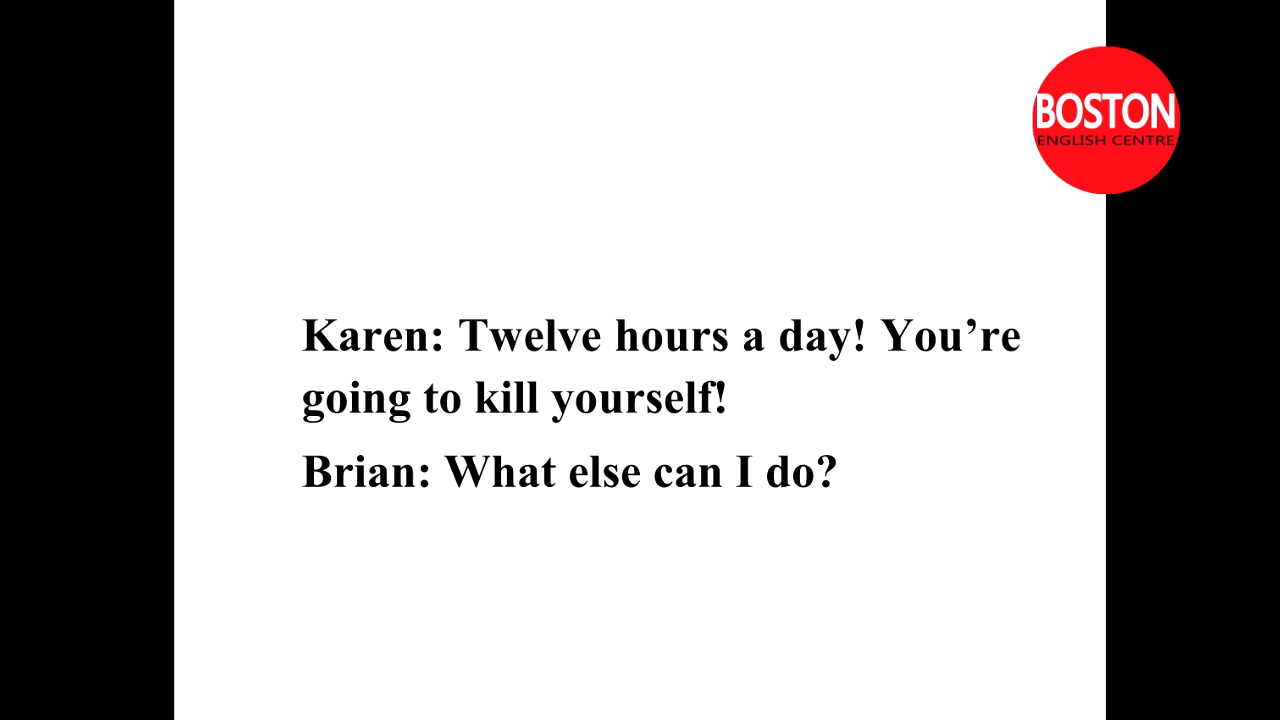 BOSTON
ENGLISH CENTRE
Karen: Twelve hours a day! You’re
going to kill yourself!
Brian: What else can I do?